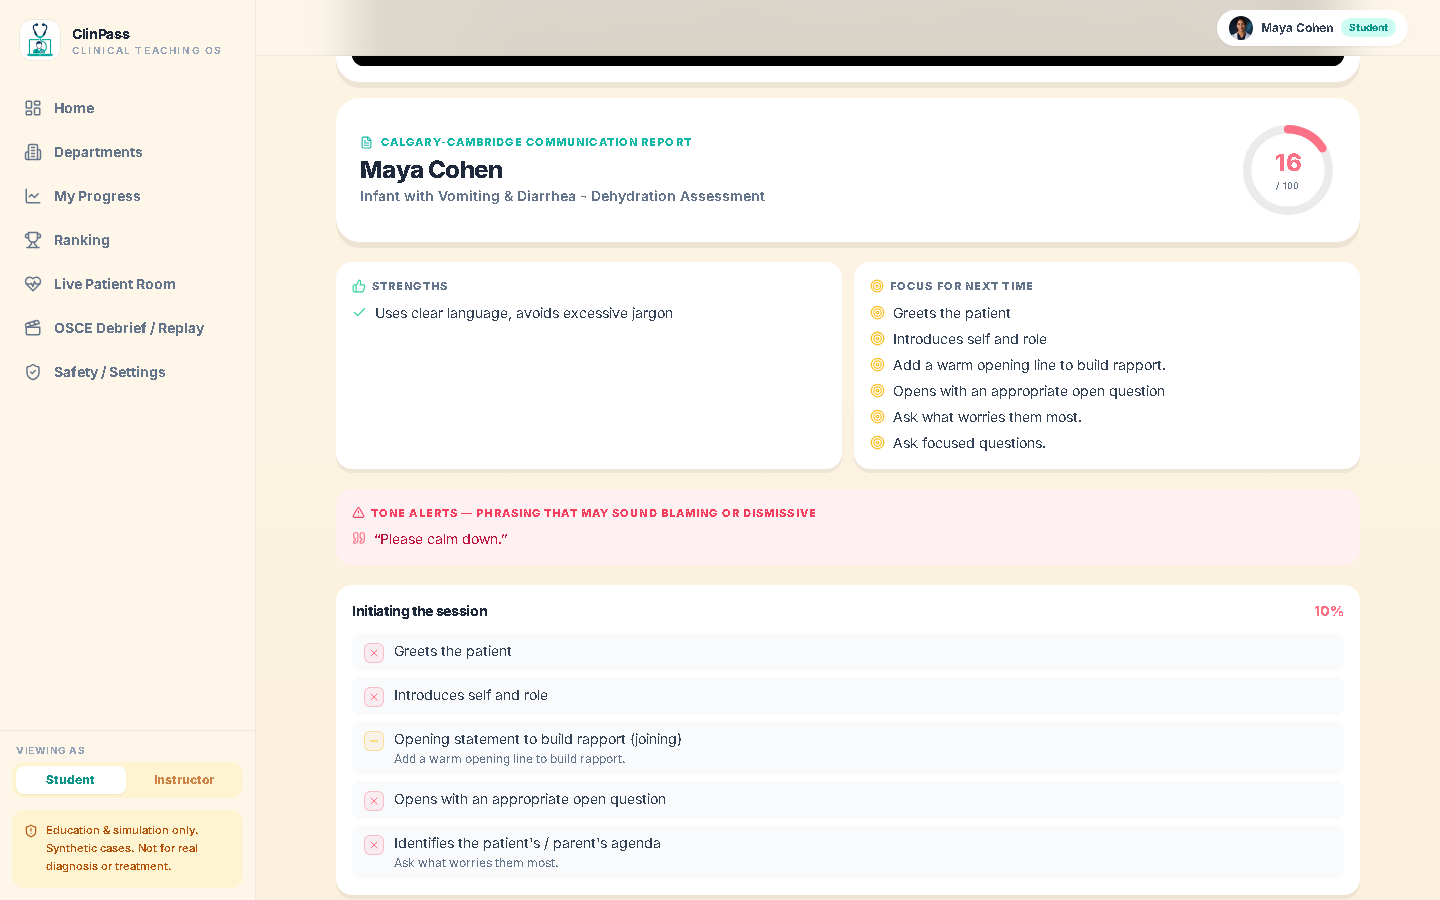 ClinPass
CLINICAL TEACHING OS
Home
Departments
My Progress
Ranking
Live Patient Room
OSCE Debrief / Replay
Safety / Settings
VIEWING AS
Student
Instructor
Education & simulation only.
Synthetic cases. Not for real
diagnosis or treatment.
Maya Cohen
Student
CALGARY-CAMBRIDGE COMMUNICATION REPORT
Maya Cohen
Infant with Vomiting & Diarrhea - Dehydration Assessment
16
/ 100
STRENGTHS
Uses clear language, avoids excessive jargon
FOCUS FOR NEXT TIME
Greets the patient
Introduces self and role
Add a warm opening line to build rapport.
Opens with an appropriate open question
Ask what worries them most.
Ask focused questions.
TONE ALERTS — PHRASING THAT MAY SOUND BLAMING OR DISMISSIVE
“Please calm down.”
Initiating the session
10%
Greets the patient
Introduces self and role
Opening statement to build rapport (joining)
Add a warm opening line to build rapport.
Opens with an appropriate open question
Identifies the patient's / parent's agenda
Ask what worries them most.